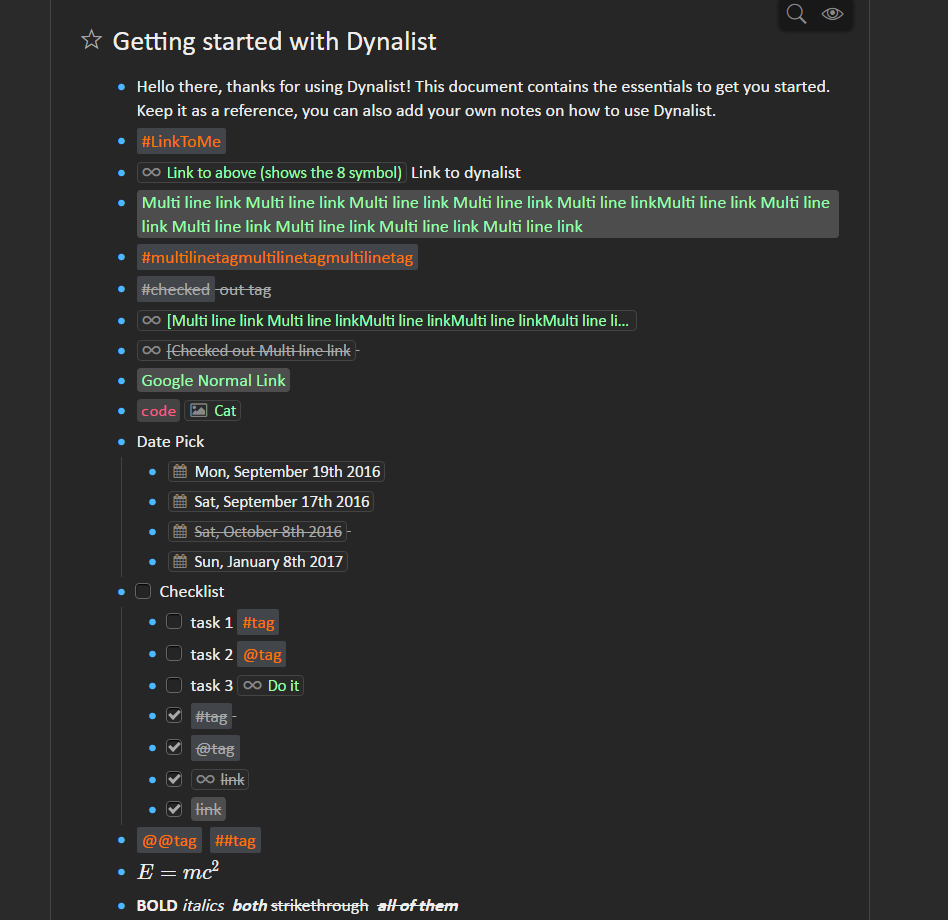 Getting started with Dynalist
Hello there, thanks for using Dynalist! This document contains the essentials to get you started.
Keep it as a reference, you can also add your own notes on how to use Dynalist.
#LinkToMe
Link to above (shows the 8 symbol) Link to dynalist
Multi line link Multi line link Multi line link Multi line link Multi line linkMulti line link Multi line
link Multi line link Multi line link Multi line link Multi line link
#multilinetagmultilinetagmultilinetag
#checked out tag
[Multi line link Multi line linkMulti line linkMulti line linkMulti line li...
[Checked out Multi line link
Google Normal Link
code Cat
Date Pick
Mon, September 19th 2016
Sat, September 17th 2016
Sat, October 8th 2016
Sun, January 8th 2017
Checklist
task 1 #tag
task 2 @tag
task 3 Do it
#tag
@tag
link
link
@@tag ##tag
E = mc²
BOLD italics both strikethrough all of them